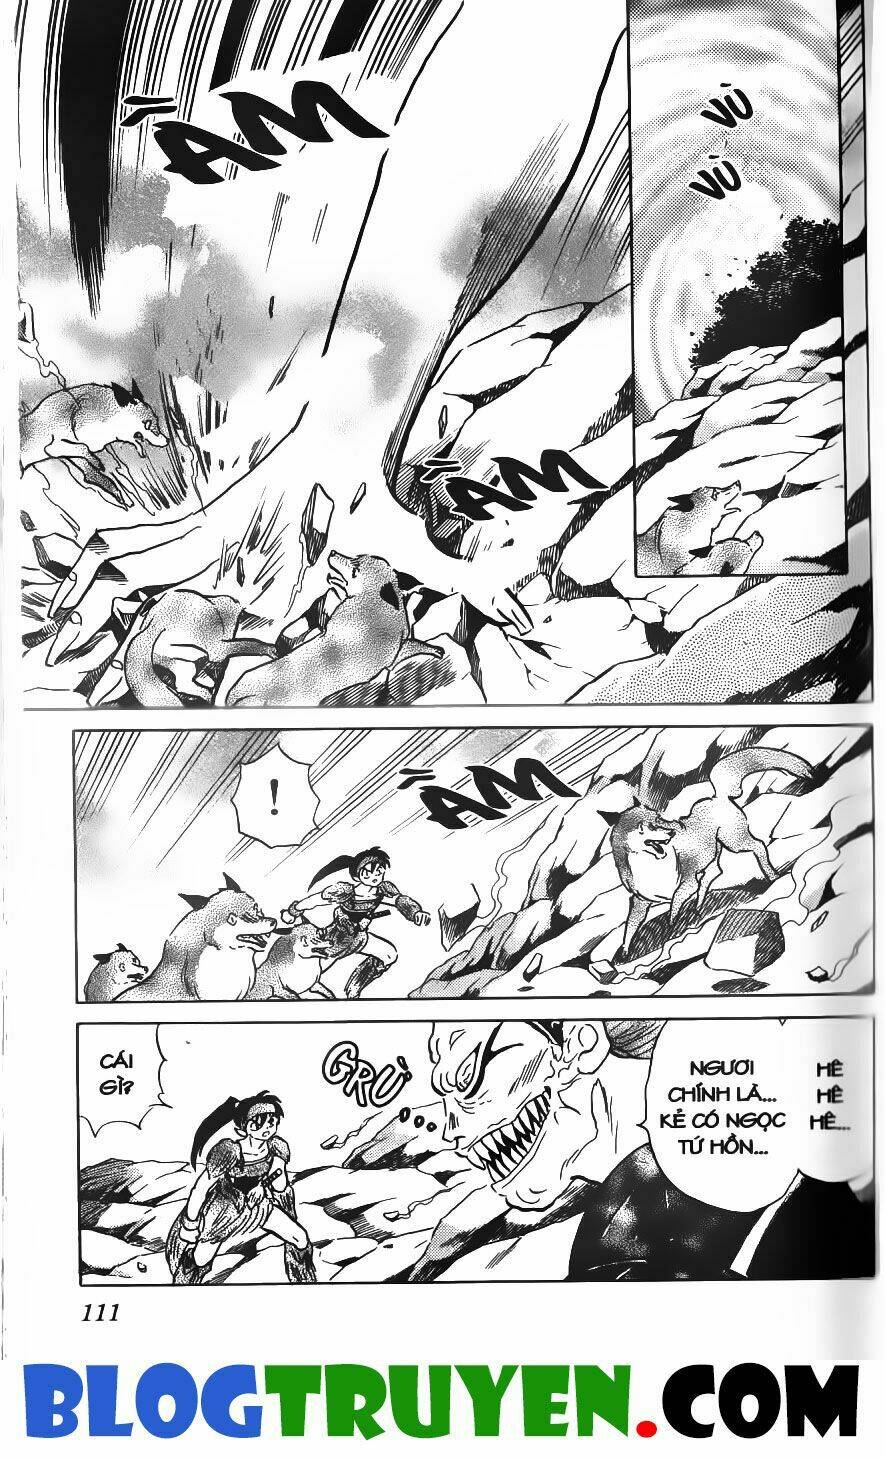 VÙ
VÙ
ẦM
ẦM
ẦM
!
HÊ
HÊ
HÊ...
NGƯƠI
CHÍNH LÀ...
KẺ CÓ NGỌC
TỨ HỒN...
GRỪ
...
CÁI
GÌ?
111
BLOGTRUYEN.COM